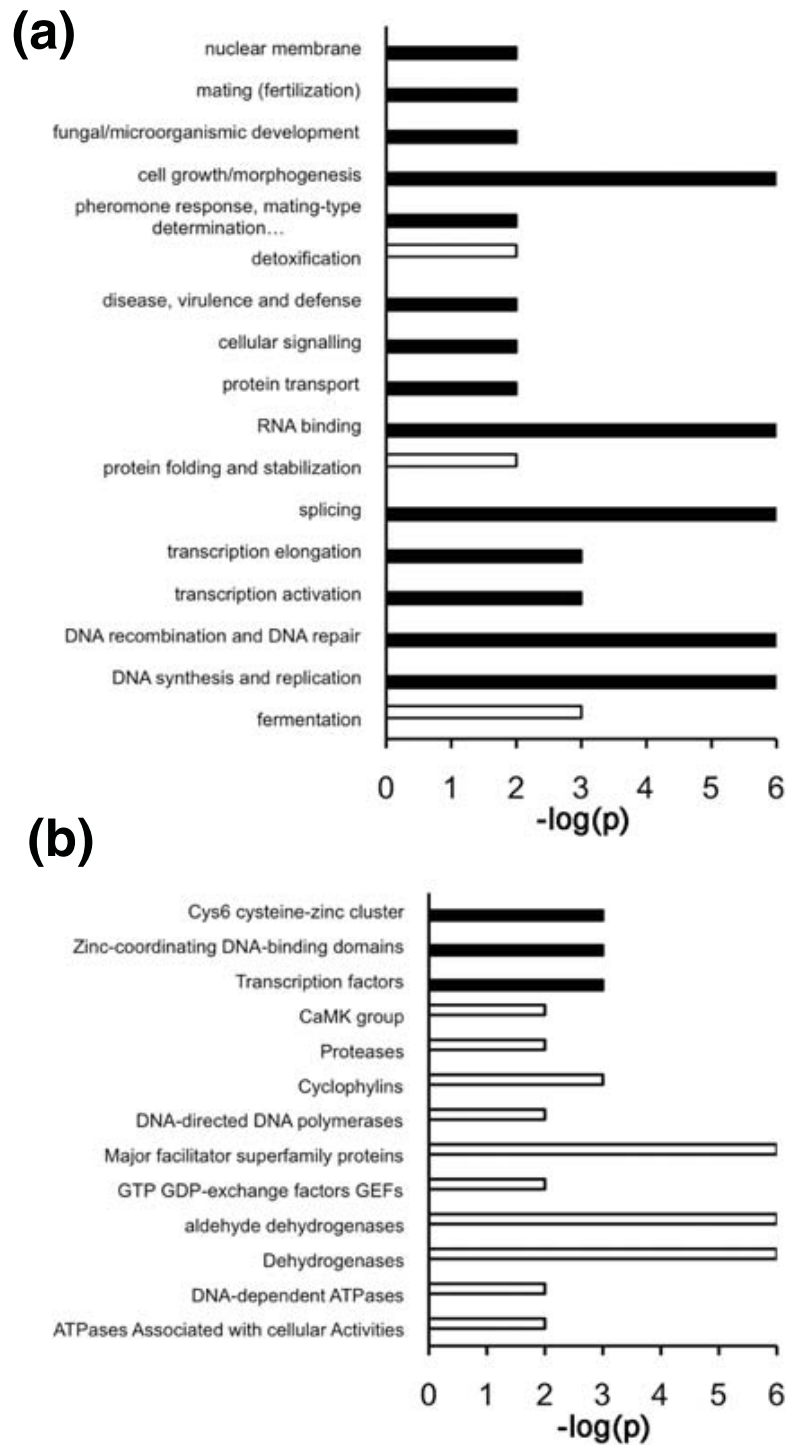 (a)
nuclear membrane
mating (fertilization)
fungal/microorganismic development
cell growth/morphogenesis
pheromone response, mating-type
determination…
detoxification
disease, virulence and defense
cellular signalling
protein transport
RNA binding
protein folding and stabilization
splicing
transcription elongation
transcription activation
DNA recombination and DNA repair
DNA synthesis and replication
fermentation
0 1 2 3 4 5 6
-log(p)
(b)
Cys6 cysteine-zinc cluster
Zinc-coordinating DNA-binding domains
Transcription factors
CaMK group
Proteases
Cyclophylins
DNA-directed DNA polymerases
Major facilitator superfamily proteins
GTP GDP-exchange factors GEFs
aldehyde dehydrogenases
Dehydrogenases
DNA-dependent ATPases
ATPases Associated with cellular Activities
0 1 2 3 4 5 6
-log(p)